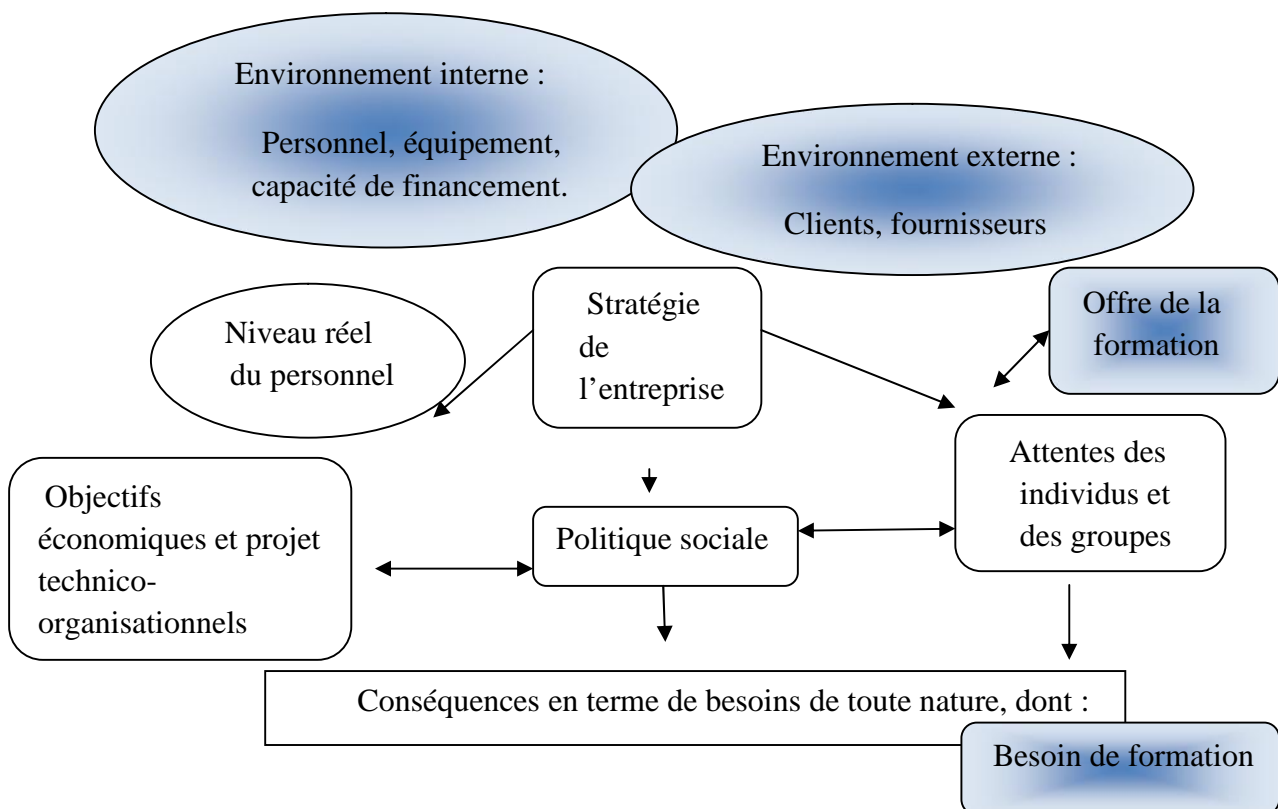 Environnement interne :
Personnel, équipement,
capacité de financement.
Environnement externe :
Clients, fournisseurs
Niveau réel
du personnel
Stratégie
de
l’entreprise
Offre de la
formation
Objectifs
économiques et projet
technico-
organisationnels
Politique sociale
Attentes des
individus et
des groupes
Conséquences en terme de besoins de toute nature, dont :
Besoin de formation